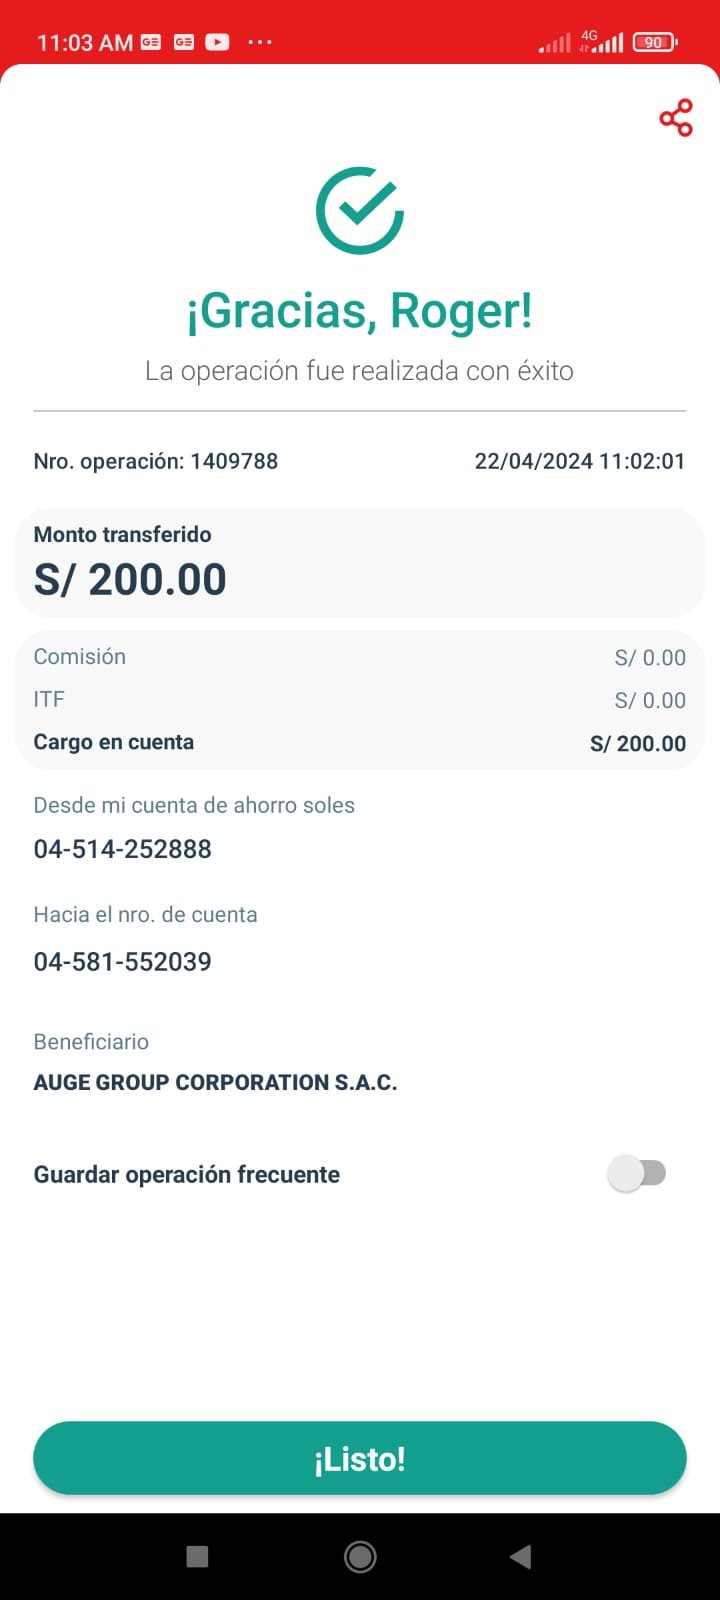 11:03 AM GE GE ...
4G 90
¡Gracias, Roger!
La operación fue realizada con éxito
Nro. operación: 1409788 22/04/2024 11:02:01
Monto transferido
S/ 200.00
Comisión S/ 0.00
ITF S/ 0.00
Cargo en cuenta S/ 200.00
Desde mi cuenta de ahorro soles
04-514-252888
Hacia el nro. de cuenta
04-581-552039
Beneficiario
AUGE GROUP CORPORATION S.A.C.
Guardar operación frecuente
¡Listo!